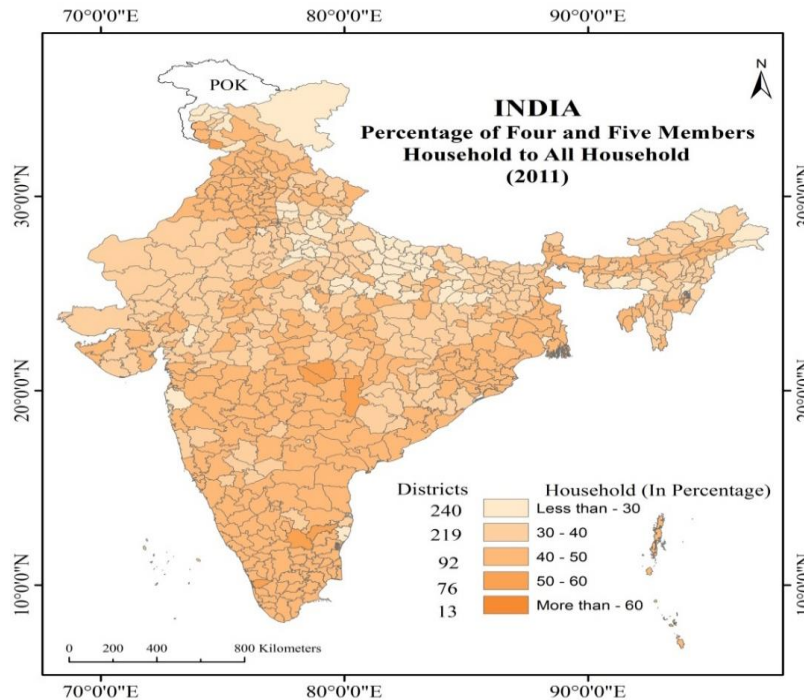 70°0'0"E 80°0'0"E 90°0'0"E
N
POK
INDIA
Percentage of Four and Five Members
Household to All Household
(2011)
30°0'0"N 30°0'0"N
20°0'0"N 20°0'0"N
10°0'0"N 10°0'0"N
Districts Household (In Percentage)
240 Less than - 30
219 30 - 40
92 40 - 50
76 50 - 60
13 More than - 60
0 200 400 800 Kilometers
70°0'0"E 80°0'0"E 90°0'0"E